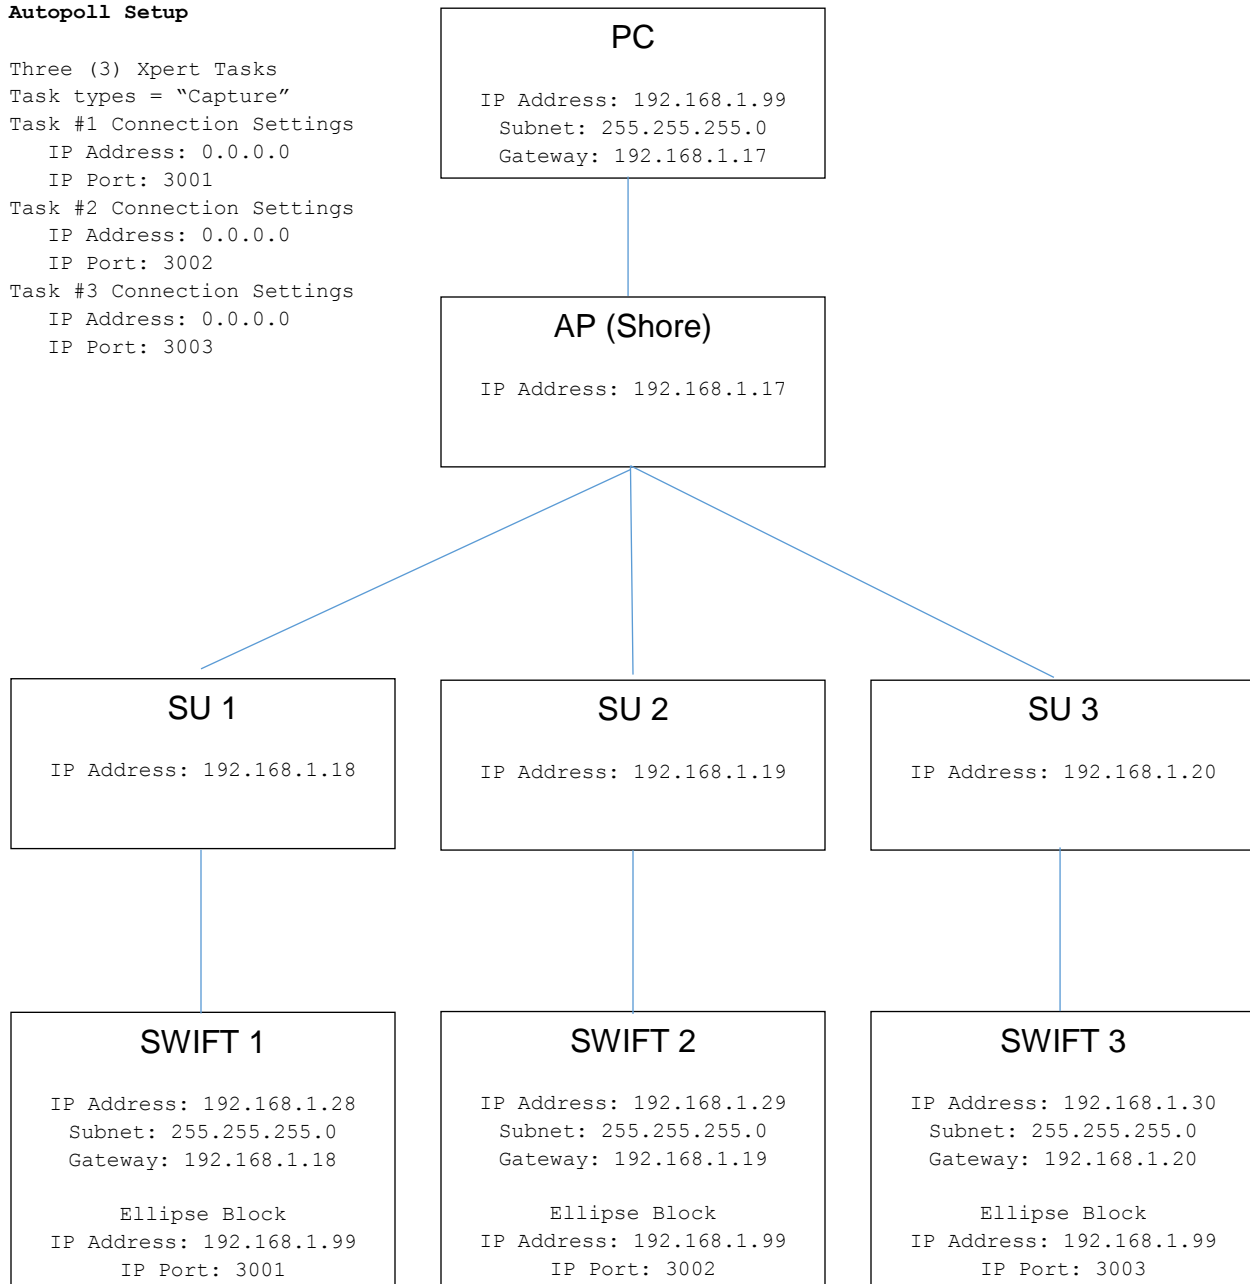 Autopoll Setup
Three (3) Xpert Tasks
Task types = “Capture”
Task #1 Connection Settings
IP Address: 0.0.0.0
IP Port: 3001
Task #2 Connection Settings
IP Address: 0.0.0.0
IP Port: 3002
Task #3 Connection Settings
IP Address: 0.0.0.0
IP Port: 3003
PC
IP Address: 192.168.1.99
Subnet: 255.255.255.0
Gateway: 192.168.1.17
AP (Shore)
IP Address: 192.168.1.17
SU 1
IP Address: 192.168.1.18
SU 2
IP Address: 192.168.1.19
SU 3
IP Address: 192.168.1.20
SWIFT 1
IP Address: 192.168.1.28
Subnet: 255.255.255.0
Gateway: 192.168.1.18
Ellipse Block
IP Address: 192.168.1.99
IP Port: 3001
SWIFT 2
IP Address: 192.168.1.29
Subnet: 255.255.255.0
Gateway: 192.168.1.19
Ellipse Block
IP Address: 192.168.1.99
IP Port: 3002
SWIFT 3
IP Address: 192.168.1.30
Subnet: 255.255.255.0
Gateway: 192.168.1.20
Ellipse Block
IP Address: 192.168.1.99
IP Port: 3003